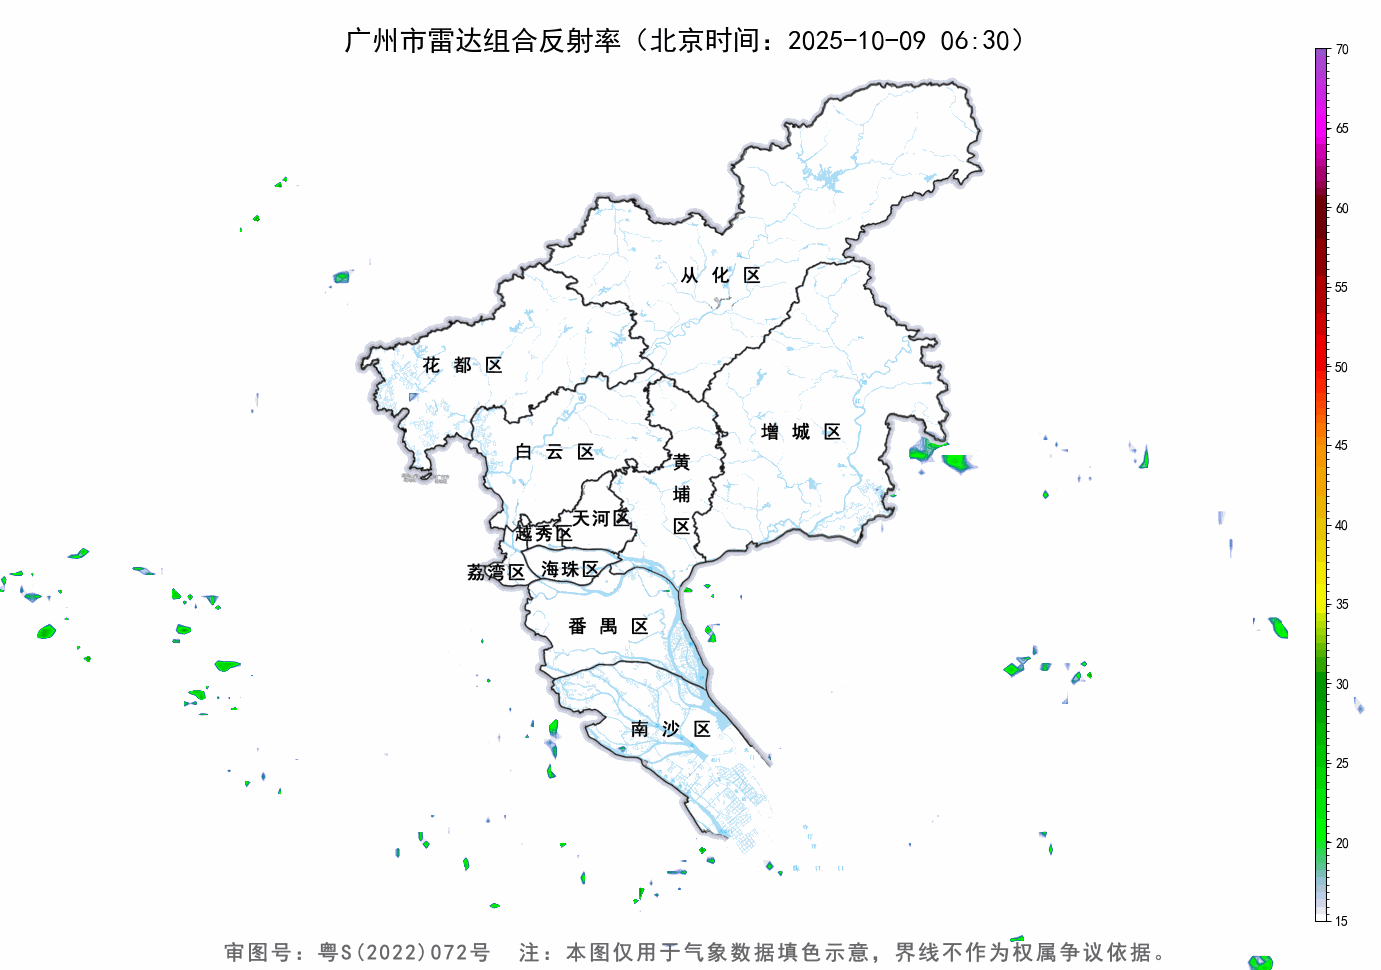 广州市雷达组合反射率（北京时间：2025-10-09 06:30）
70
65
60
55
50
45
40
35
30
25
20
15
从化区
花都区
增城区
白云区
黄埔区
天河区
越秀区
海珠区
荔湾区
番禺区
南沙区
审图号：粤S(2022)072号 注：本图仅用于气象数据填色示意，界线不作为权属争议依据。